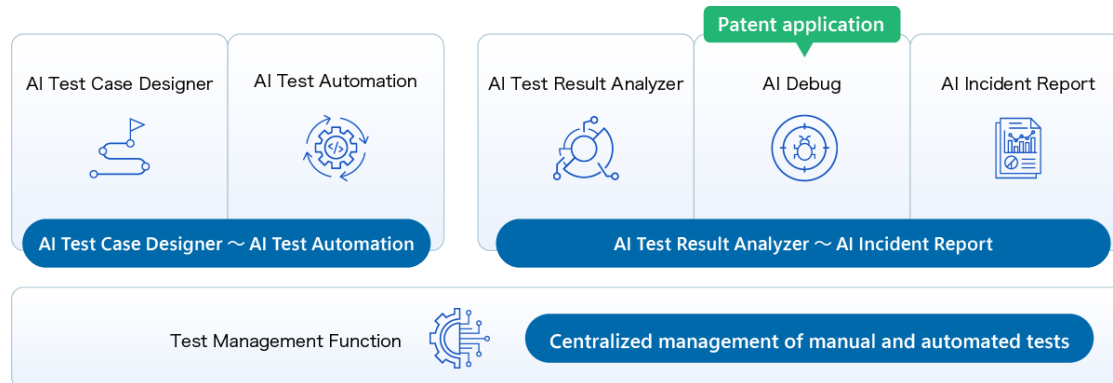 Patent application
AI Test Case Designer
AI Test Automation
AI Test Result Analyzer
AI Debug
AI Incident Report
</>
AI Test Case Designer ～ AI Test Automation
AI Test Result Analyzer ～ AI Incident Report
Test Management Function
Centralized management of manual and automated tests